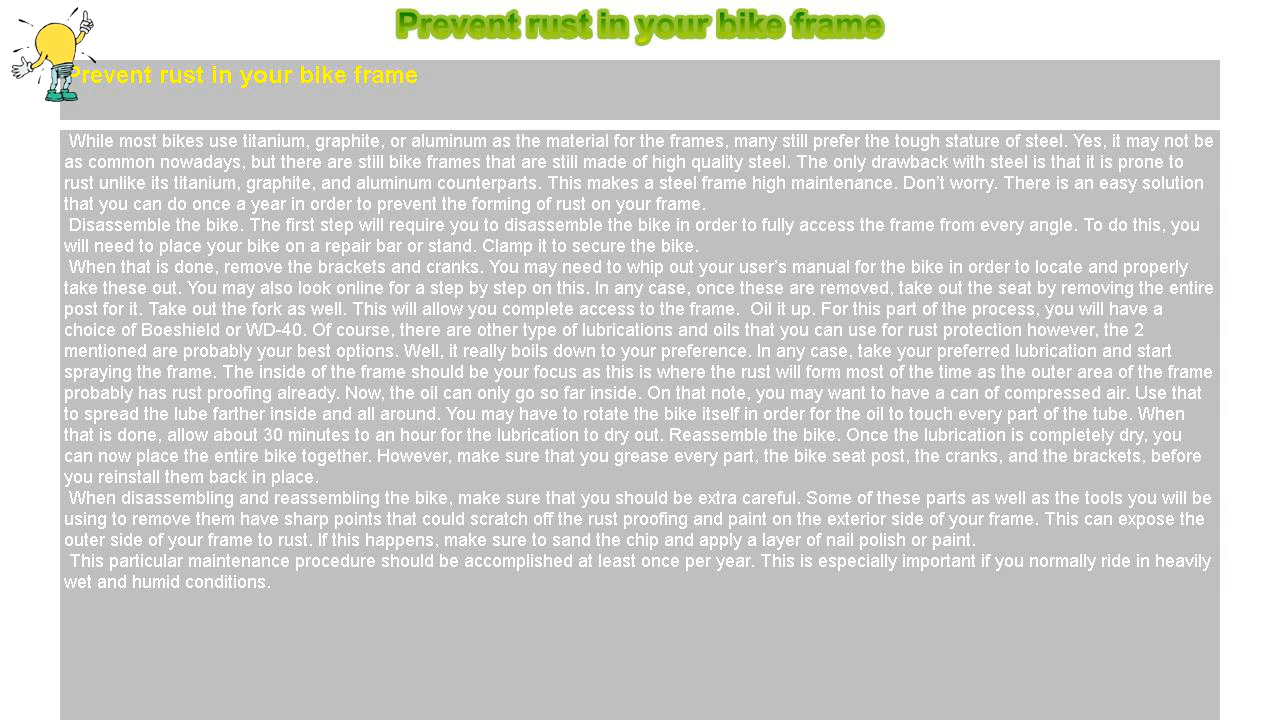 Prevent rust in your bike frame
Prevent rust in your bike frame
While most bikes use titanium, graphite, or aluminum as the material for the frames, many still prefer the tough stature of steel. Yes, it may not be
as common nowadays, but there are still bike frames that are still made of high quality steel. The only drawback with steel is that it is prone to
rust unlike its titanium, graphite, and aluminum counterparts. This makes a steel frame high maintenance. Don't worry. There is an easy solution
that you can do once a year in order to prevent the forming of rust on your frame.
Disassemble the bike. The first step will require you to disassemble the bike in order to fully access the frame from every angle. To do this, you
will need to place your bike on a repair bar or stand. Clamp it to secure the bike.
When that is done, remove the brackets and cranks. You may need to whip out your user's manual for the bike in order to locate and properly
take these out. You may also look online for a step by step on this. In any case, once these are removed, take out the seat by removing the entire
post for it. Take out the fork as well. This will allow you complete access to the frame.  Oil it up. For this part of the process, you will have a
choice of Boeshield or WD-40. Of course, there are other type of lubrications and oils that you can use for rust protection however, the 2
mentioned are probably your best options. Well, it really boils down to your preference. In any case, take your preferred lubrication and start
spraying the frame. The inside of the frame should be your focus as this is where the rust will form most of the time as the outer area of the frame
probably has rust proofing already. Now, the oil can only go so far inside. On that note, you may want to have a can of compressed air. Use that
to spread the lube farther inside and all around. You may have to rotate the bike itself in order for the oil to touch every part of the tube. When
that is done, allow about 30 minutes to an hour for the lubrication to dry out. Reassemble the bike. Once the lubrication is completely dry, you
can now place the entire bike together. However, make sure that you grease every part, the bike seat post, the cranks, and the brackets, before
you reinstall them back in place.
When disassembling and reassembling the bike, make sure that you should be extra careful. Some of these parts as well as the tools you will be
using to remove them have sharp points that could scratch off the rust proofing and paint on the exterior side of your frame. This can expose the
outer side of your frame to rust. If this happens, make sure to sand the chip and apply a layer of nail polish or paint.
This particular maintenance procedure should be accomplished at least once per year. This is especially important if you normally ride in heavily
wet and humid conditions.